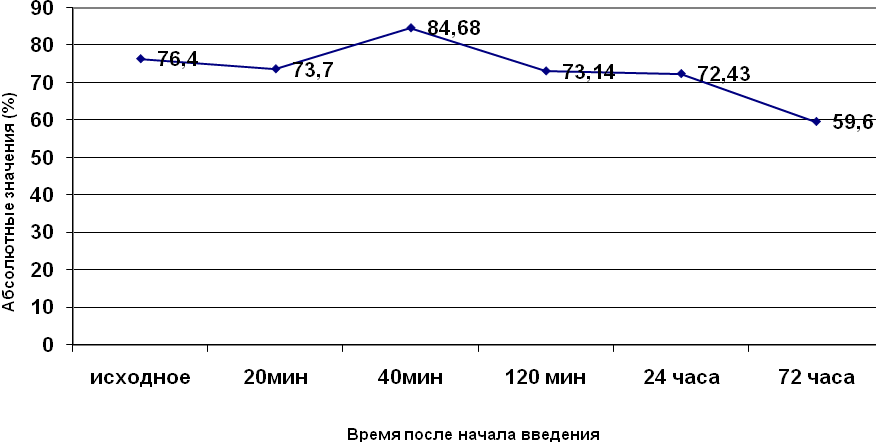 Абсолютные значения (%)
90
80
70
60
50
40
30
20
10
0
76,4
73,7
84,68
73,14
72,43
59,6
исходное
20мин
40мин
120 мин
24 часа
72 часа
Время после начала введения